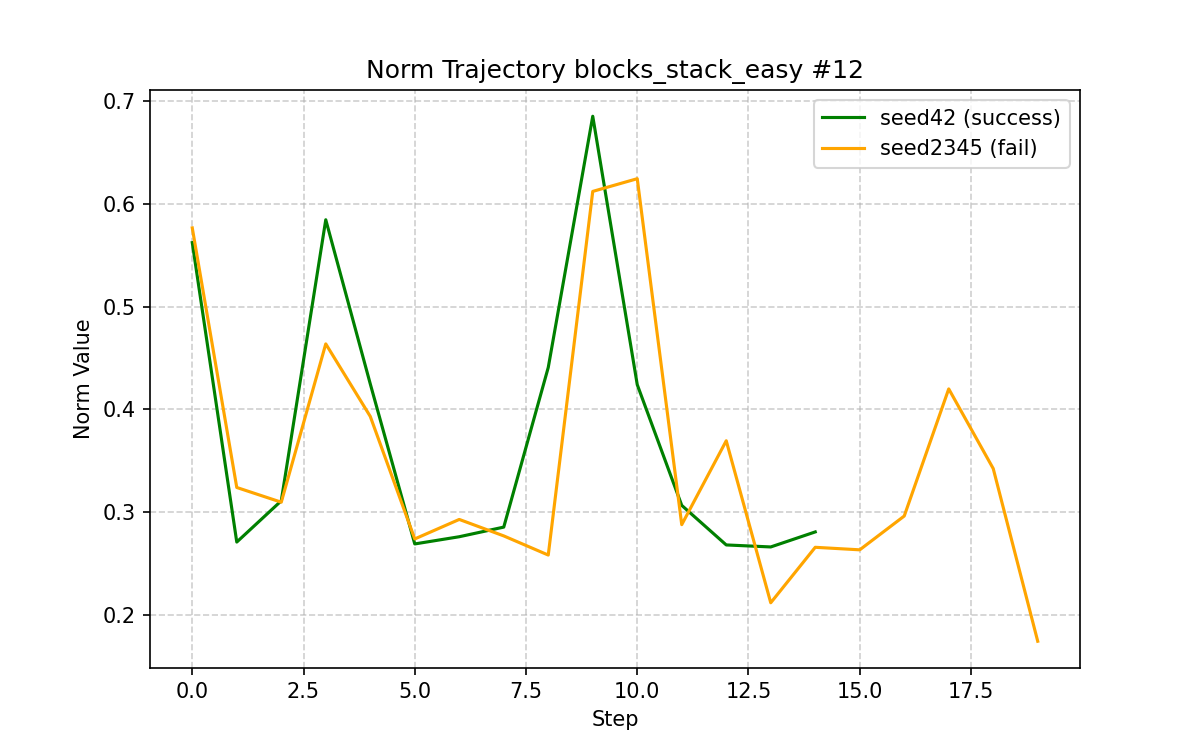 Norm Trajectory blocks_stack_easy #12
seed42 (success)
seed2345 (fail)
Norm Value
0.7
0.6
0.5
0.4
0.3
0.2
0.0
2.5
5.0
7.5
10.0
12.5
15.0
17.5
Step